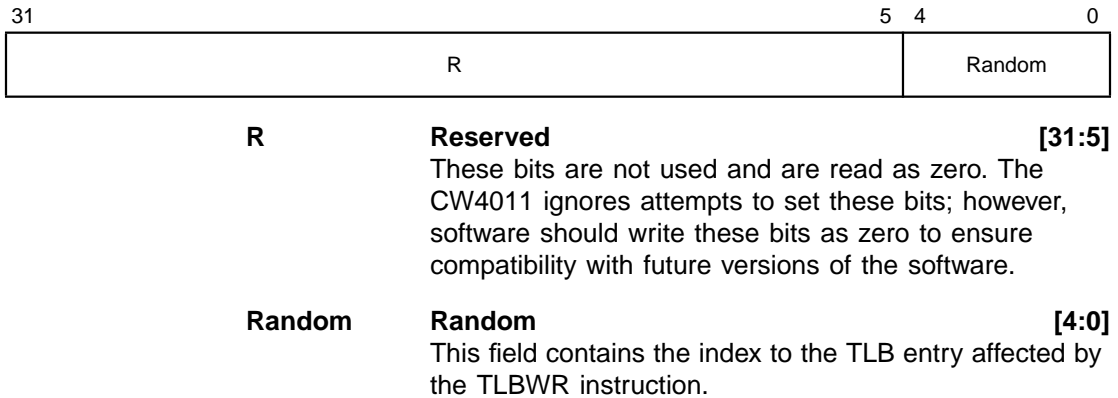 31 5 4 0
R Random
R Reserved [31:5]
These bits are not used and are read as zero. The
CW4011 ignores attempts to set these bits; however,
software should write these bits as zero to ensure
compatibility with future versions of the software.
Random Random [4:0]
This field contains the index to the TLB entry affected by
the TLBWR instruction.